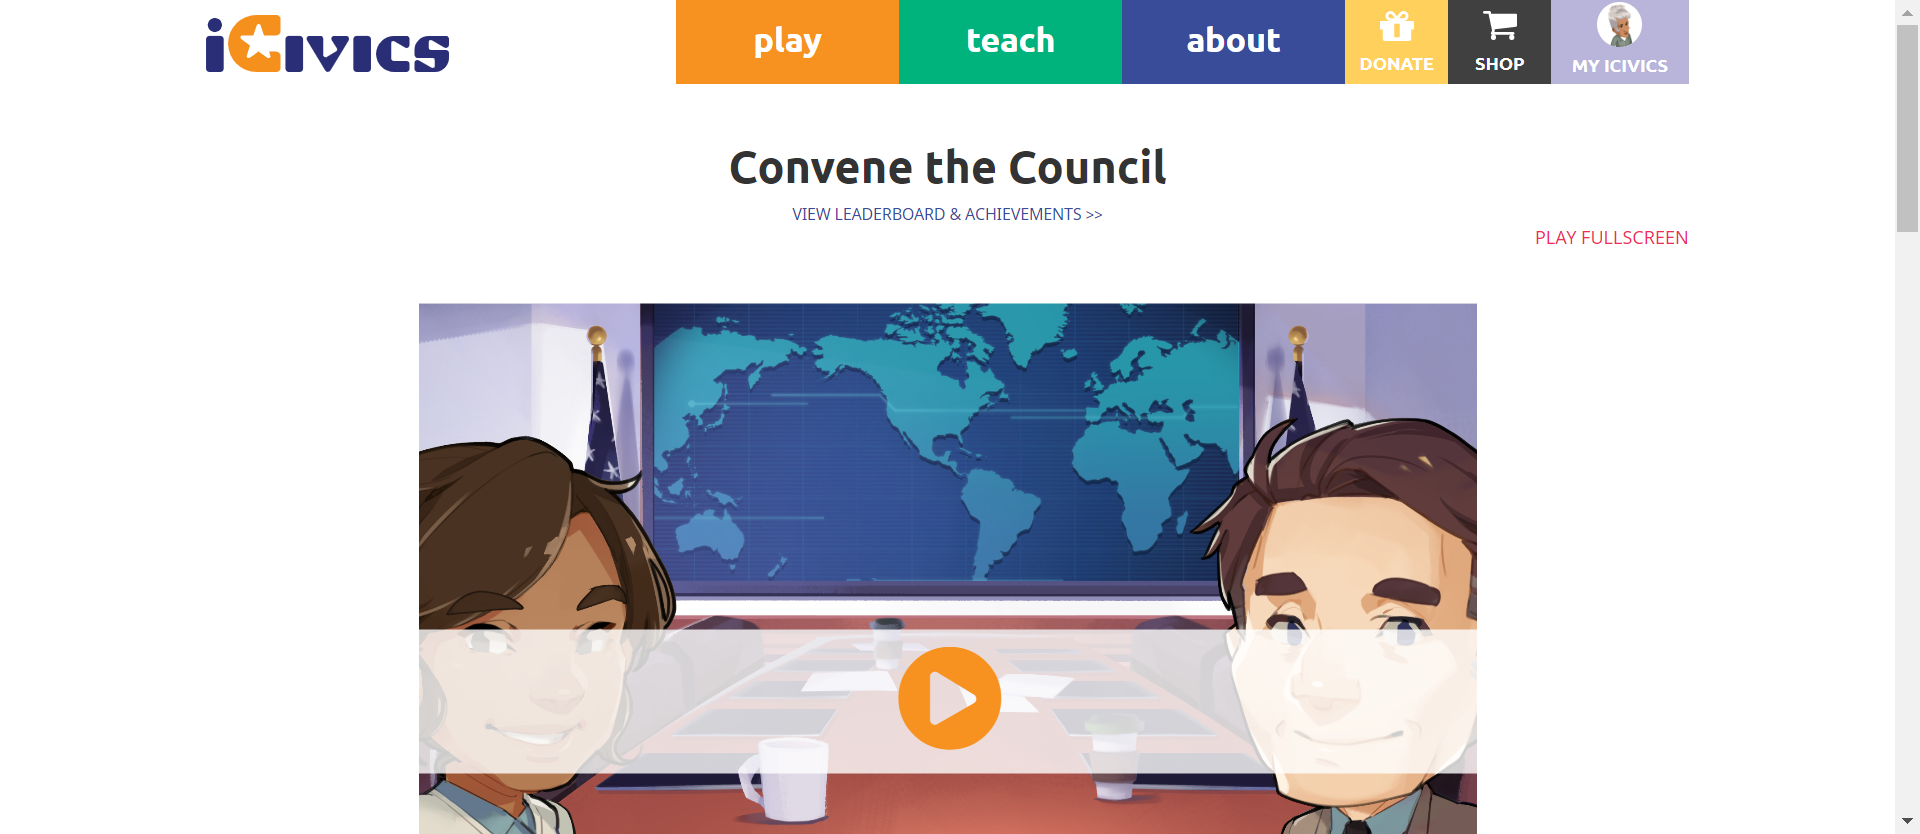 iCIVICS
play
teach
about
DONATE
SHOP
MY ICIVICS
Convene the Council
VIEW LEADERBOARD & ACHIEVEMENTS >>
PLAY FULLSCREEN